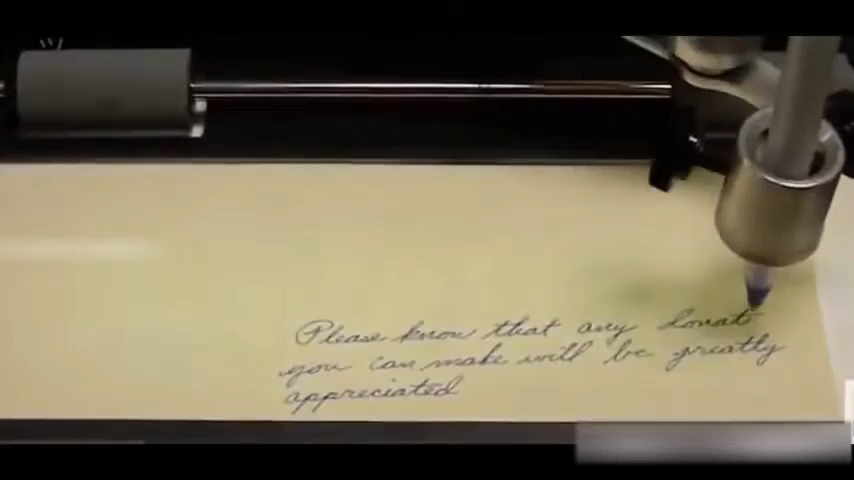 Please know that any donat
you can make will be greatly
appreciated